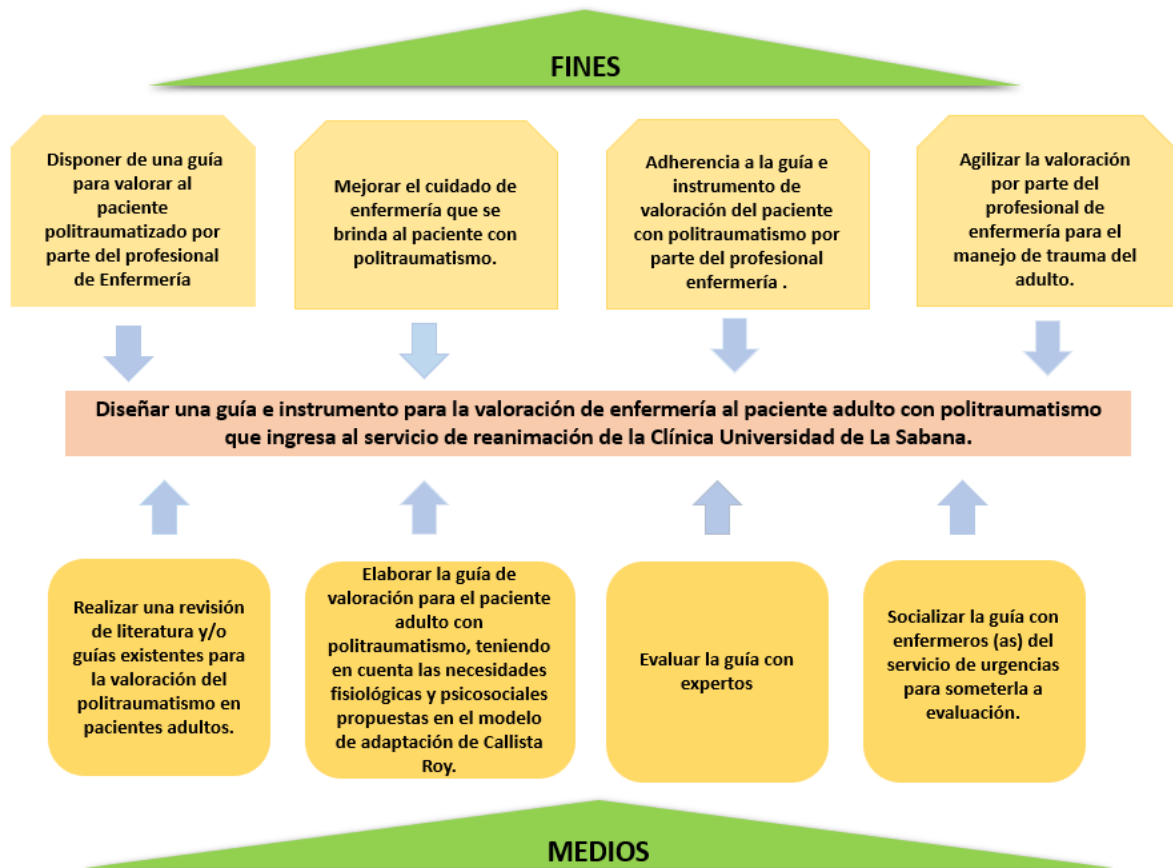 FINES
Disponer de una guía
para valorar al
paciente
politraumatizado por
parte del profesional
de Enfermería
Mejorar el cuidado de
enfermería que se
brinda al paciente con
politraumatismo.
Adherencia a la guía e
instrumento de
valoración del paciente
con politraumatismo por
parte del profesional
enfermería .
Agilizar la valoración
por parte del
profesional de
enfermería para el
manejo de trauma del
adulto.
Diseñar una guía e instrumento para la valoración de enfermería al paciente adulto con politraumatismo
que ingresa al servicio de reanimación de la Clínica Universidad de La Sabana.
Realizar una revisión
de literatura y/o
guías existentes para
la valoración del
politraumatismo en
pacientes adultos.
Elaborar la guía de
valoración para el paciente
adulto con
politraumatismo, teniendo
en cuenta las necesidades
fisiológicas y psicosociales
propuestas en el modelo
de adaptación de Callista
Roy.
Evaluar la guía con
expertos
Socializar la guía con
enfermeros (as) del
servicio de urgencias
para someterla a
evaluación.
MEDIOS